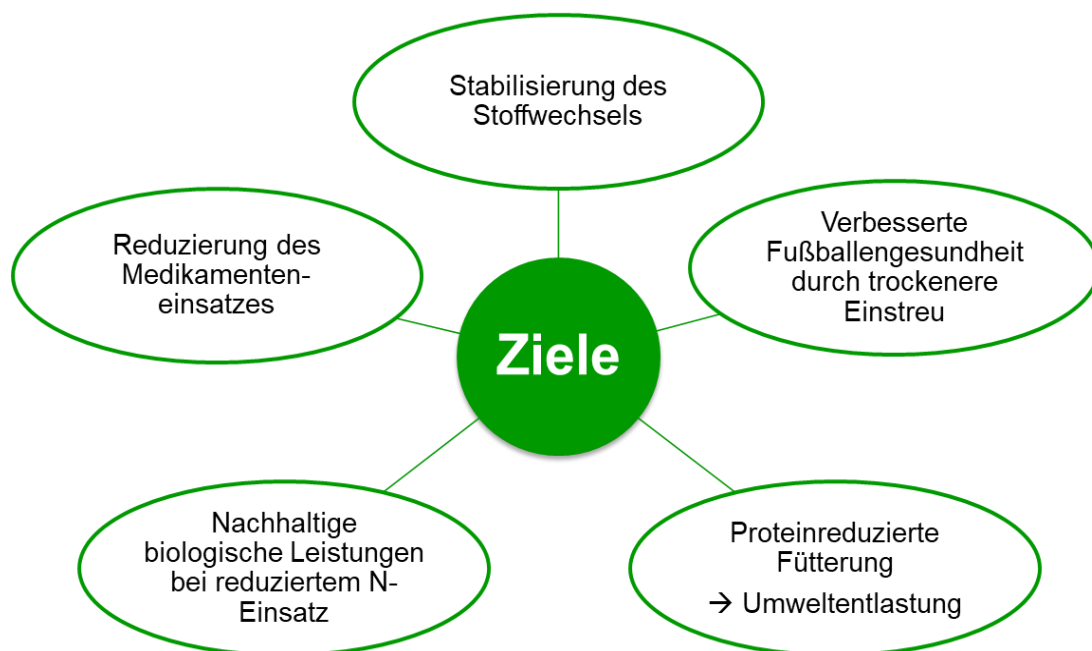 Stabilisierung des
Stoffwechsels
Verbesserte
Fußballengesundheit
durch trockenere
Einstreu
Reduzierung des
Medikamenten-
einsatzes
Ziele
Nachhaltige
biologische Leistungen
bei reduziertem N-
Einsatz
Proteinreduzierte
Fütterung
→ Umweltentlastung